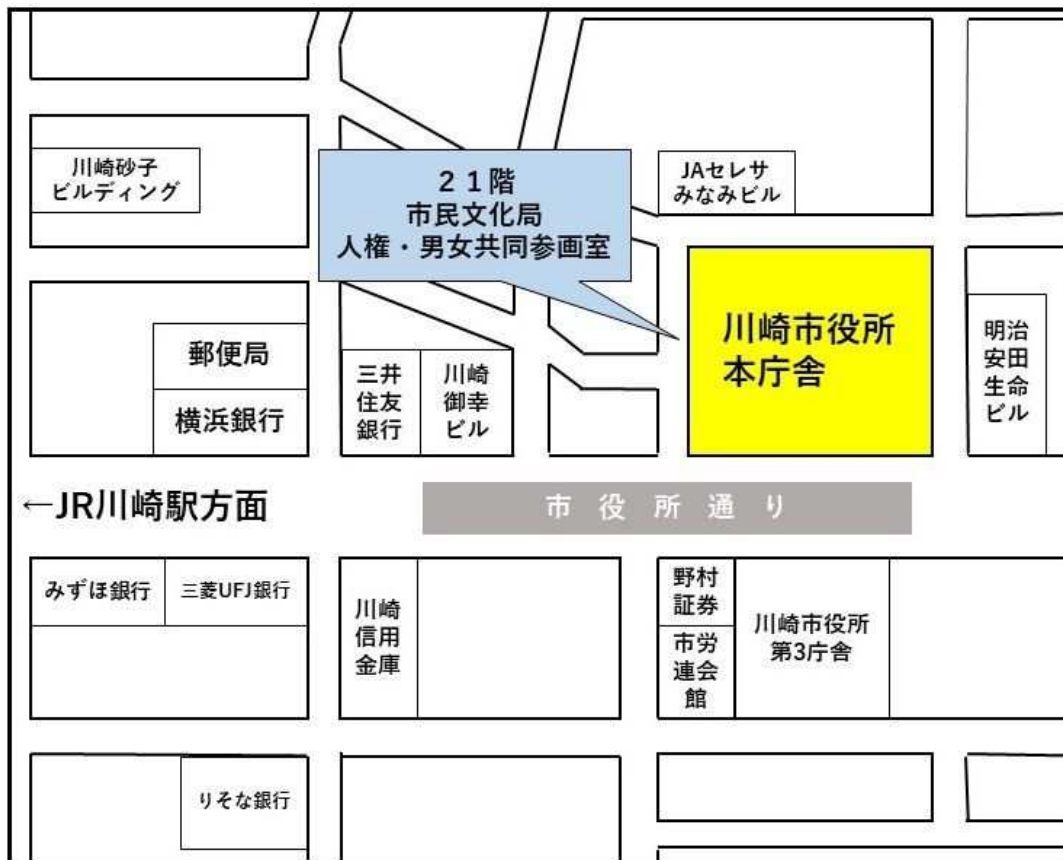 川崎砂子
ビルディング
21階
市民文化局
人権・男女共同参画室
JAセレサ
みなみビル
郵便局
横浜銀行
三井
住友
銀行
川崎
御幸
ビル
川崎市役所
本庁舎
明治
安田
生命
ビル
←JR川崎駅方面
市役所通り
みずほ銀行
三菱UFJ銀行
川崎
信用
金庫
野村
証券
市労
連会
館
川崎市役所
第3庁舎
りそな銀行